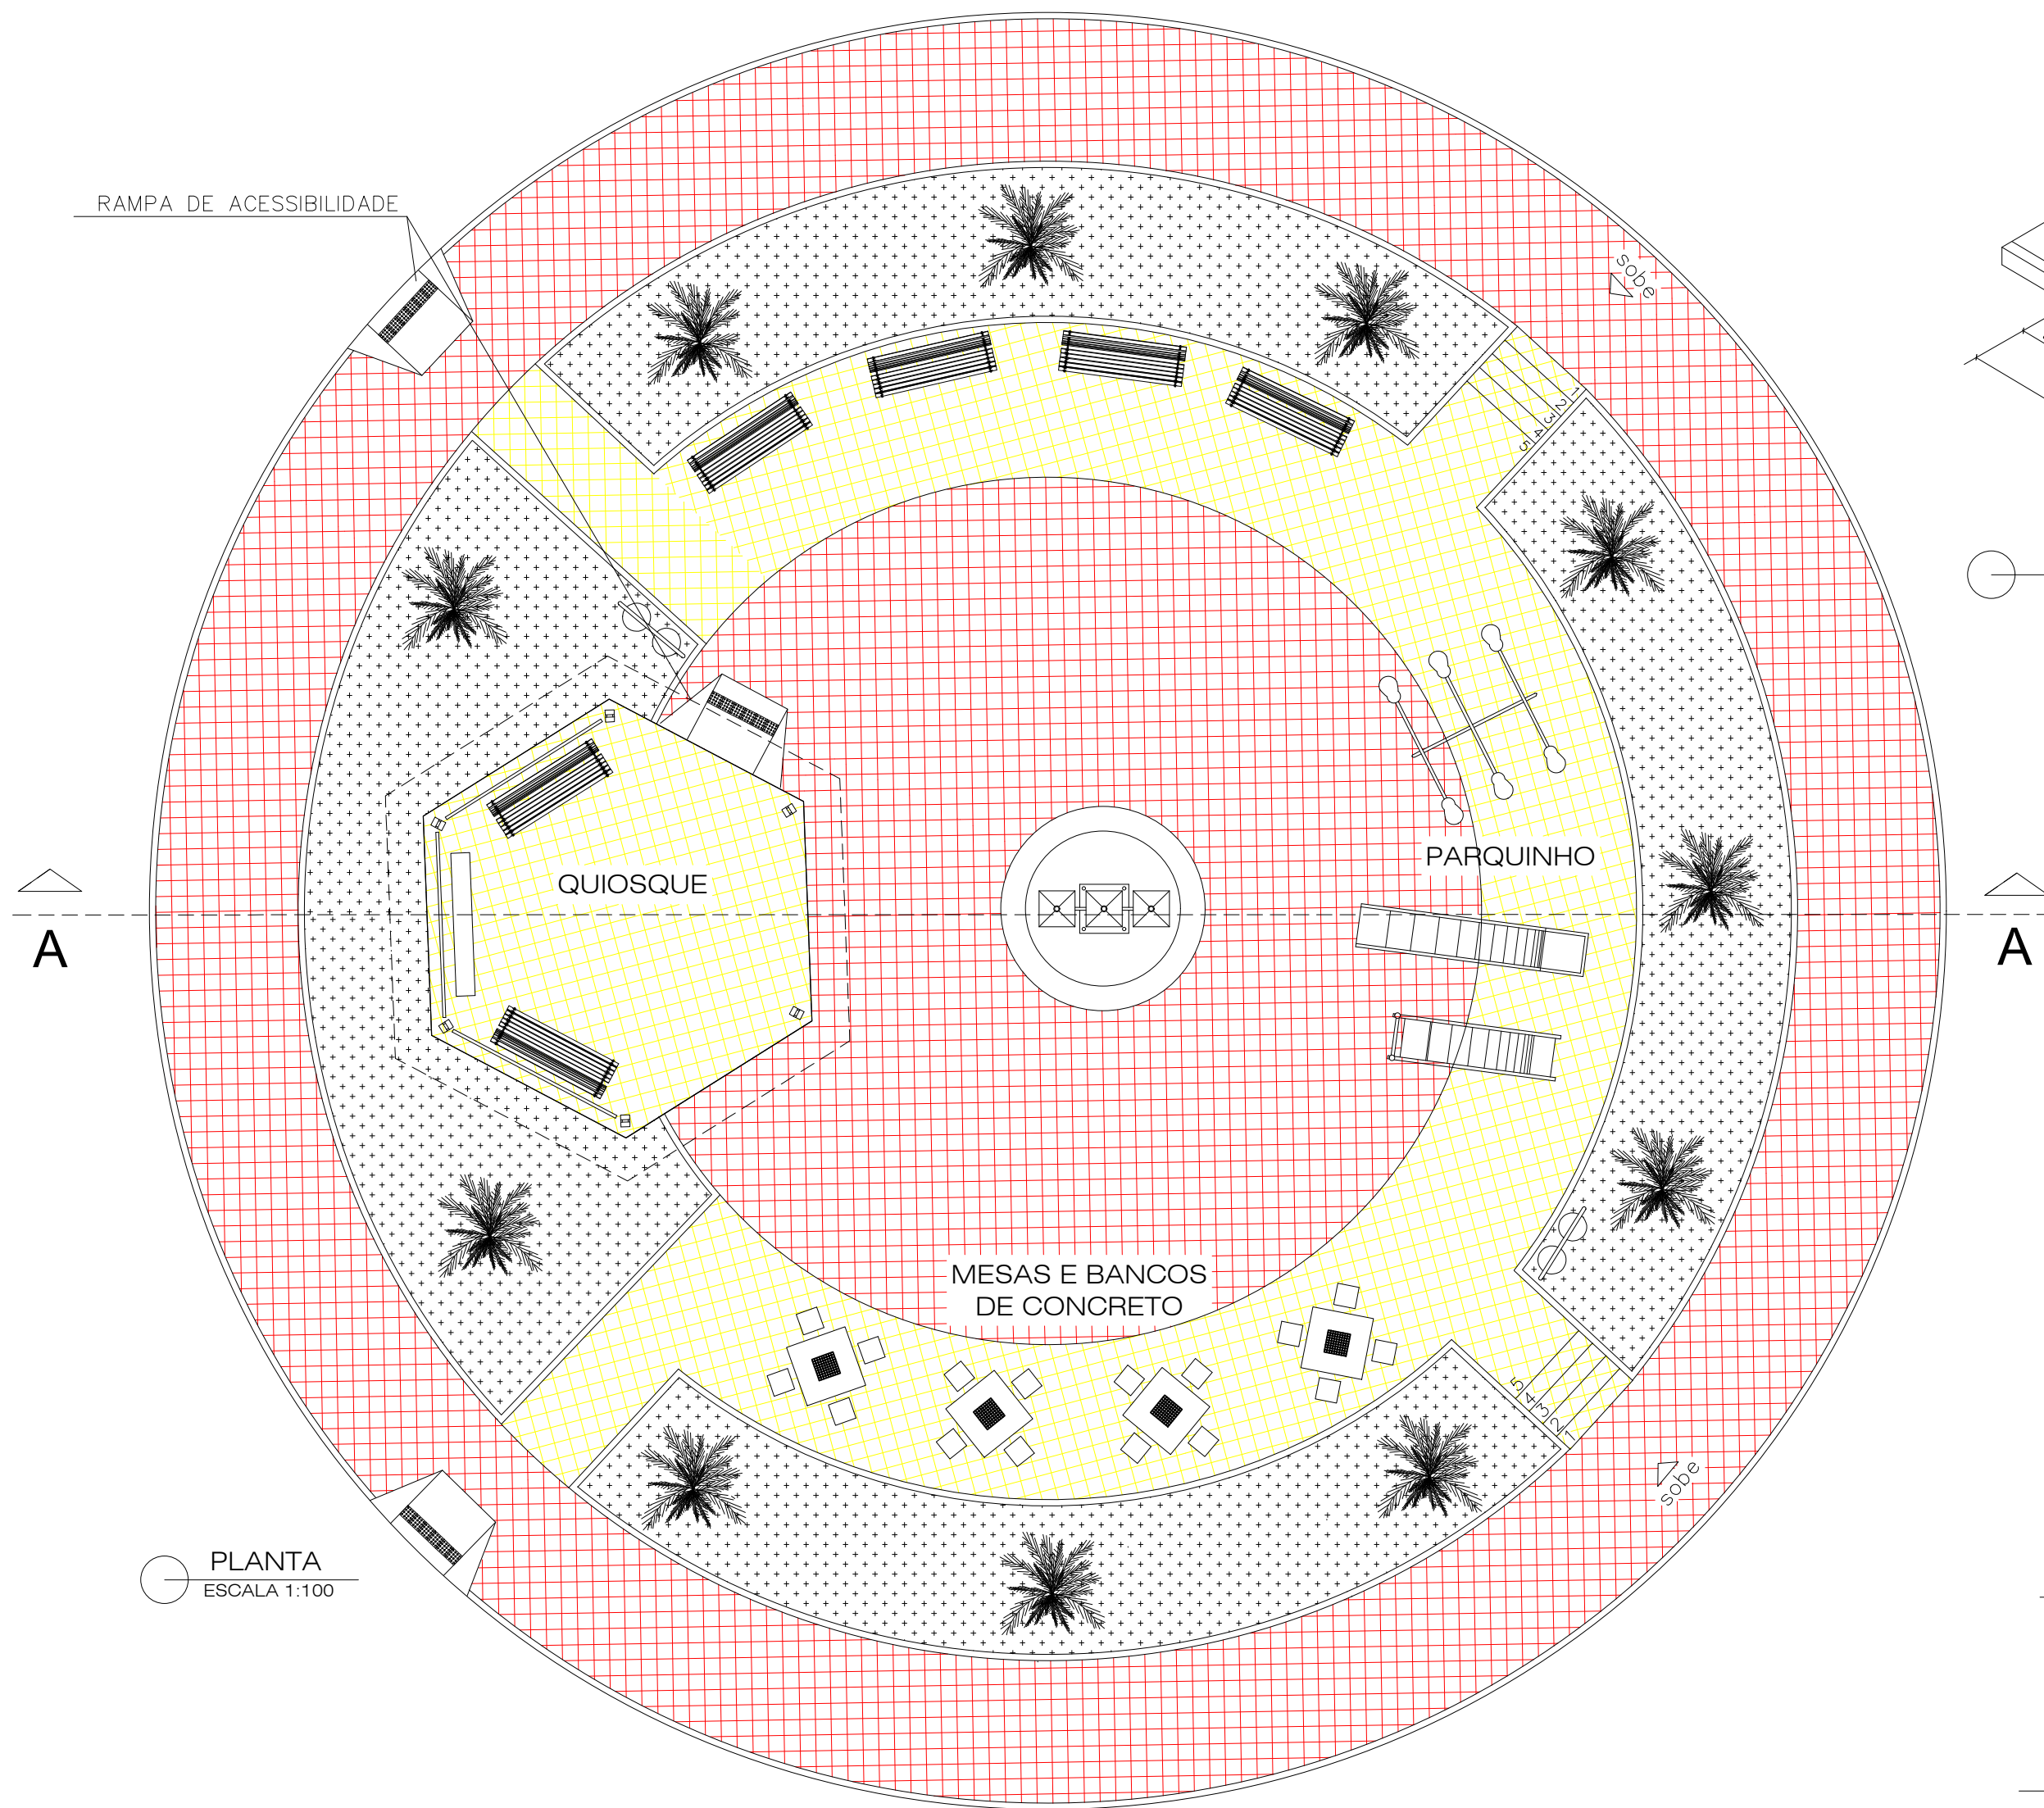 RAMPA DE ACESSIBILIDADE
sobe
1
2
3
4
5
QUIOSQUE
PARQUINHO
A
A
MESAS E BANCOS
DE CONCRETO
5
4
3
2
1
sobe
PLANTA
ESCALA 1:100